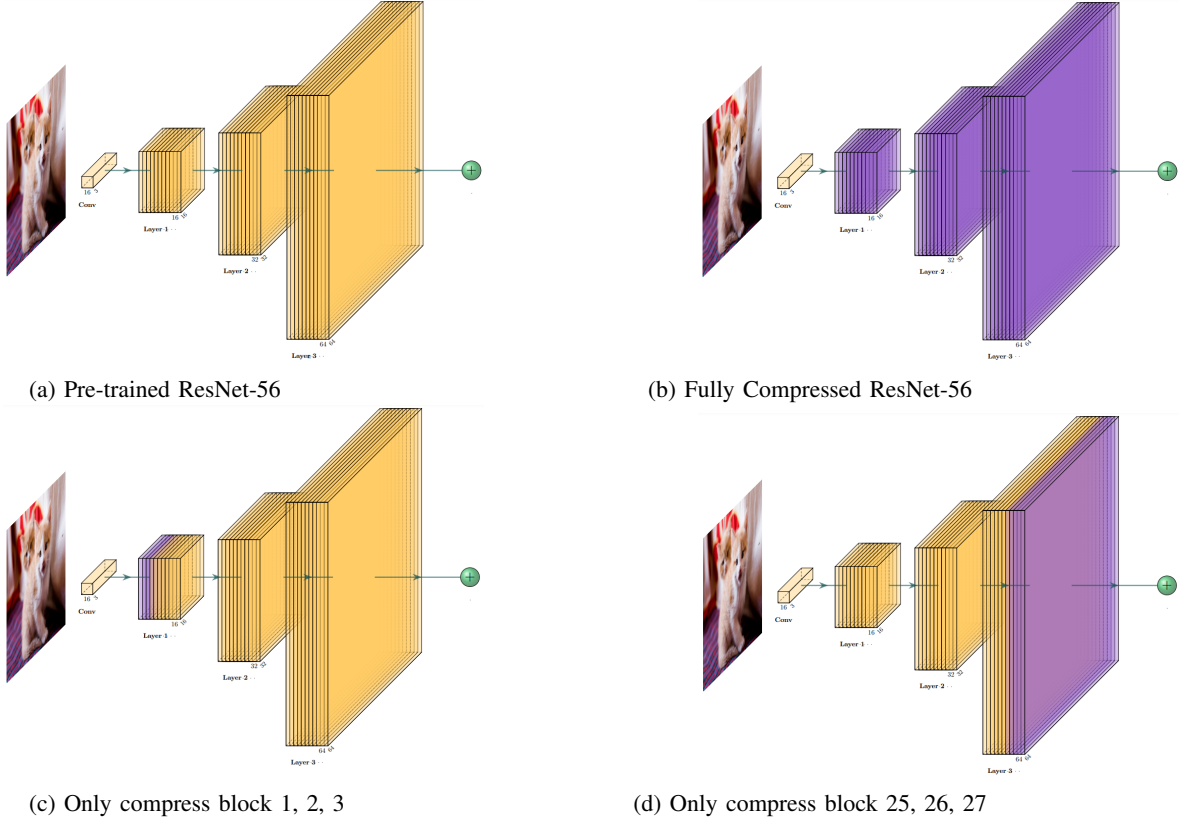 16 3
Conv
16 16
Layer 1
32 32
Layer 2
64 64
Layer 3
(a) Pre-trained ResNet-56
16 3
Conv
16 16
Layer 1
32 32
Layer 2
64 64
Layer 3
(b) Fully Compressed ResNet-56
16 3
Conv
16 16
Layer 1
32 32
Layer 2
64 64
Layer 3
(c) Only compress block 1, 2, 3
16 3
Conv
16 16
Layer 1
32 32
Layer 2
64 64
Layer 3
(d) Only compress block 25, 26, 27